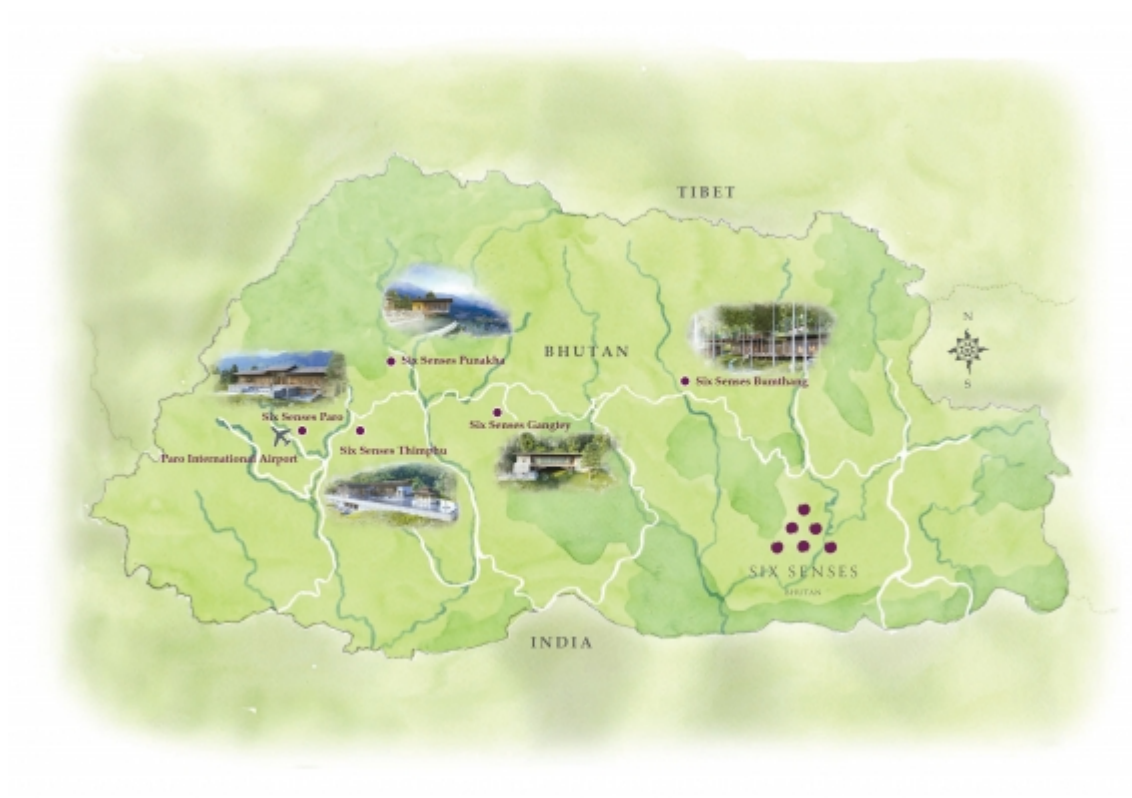 TIBET
N
BHUTAN
Six Senses Punakha
S
Six Senses Bumthang
Six Senses Paro
Six Senses Gangtey
Six Senses Thimphu
Paro International Airport
SIX SENSES
BHUTAN
INDIA